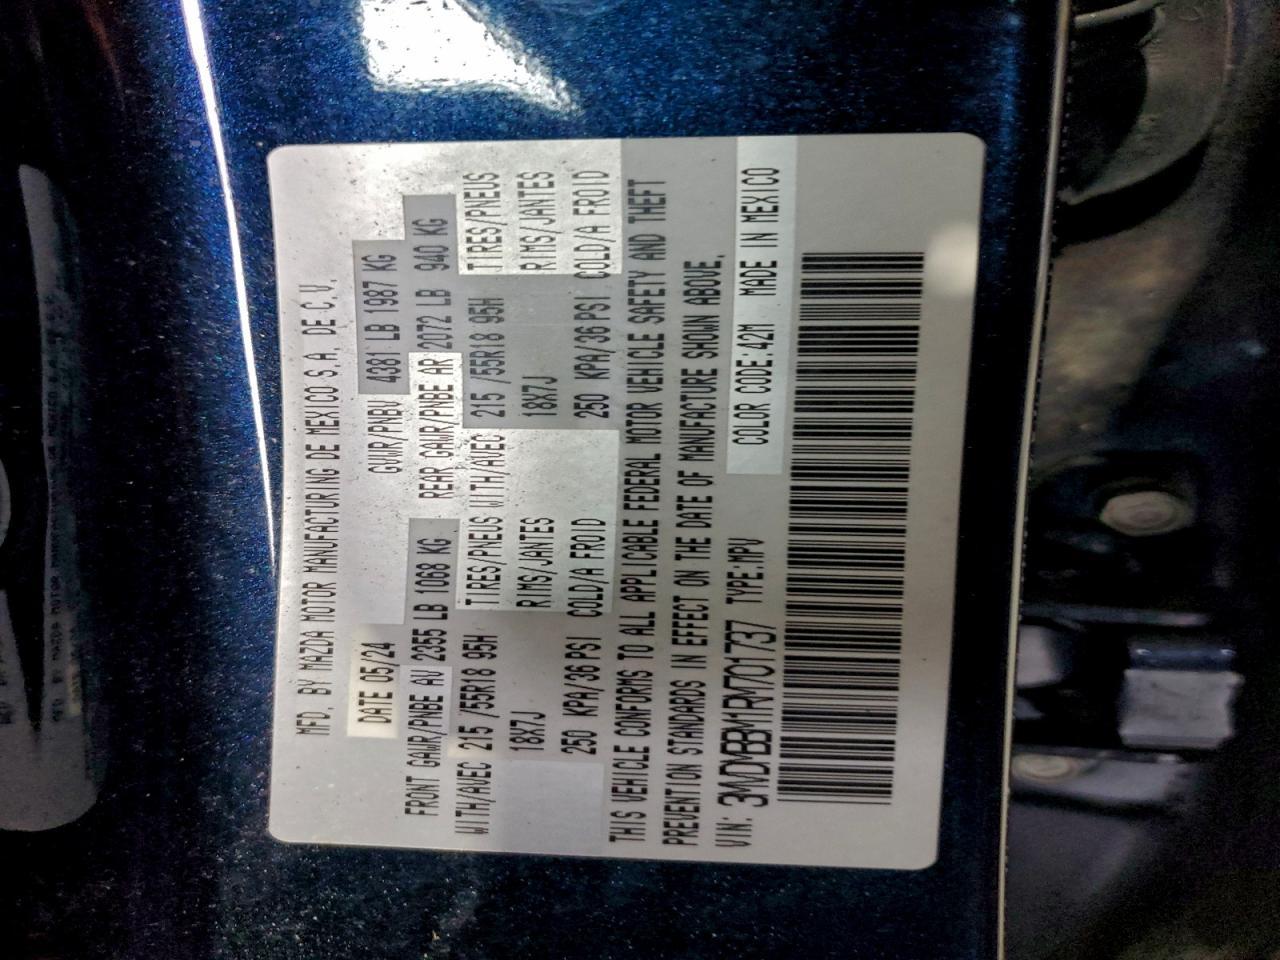 MFD. BY MAZDA MOTOR MANUFACTURING DE MEXICO S.A. DE C.V.
DATE 05/24 GVWR/PNBV 4381 LB 1987 KG
FRONT GAWR/PNBE AV 2355 LB 1068 KG REAR GAWR/PNBE AR 2172 LB 940 KG
WITH/AVEC 215 /55R18 95H TIRES/PNEUS WITH/AVEC 215 /55R18 95H TIRES/PNEUS
18X7J RIMS/JANTES 18X7J RIMS/JANTES
250 KPA/36 PSI COLD/A FROID 250 KPA/36 PSI COLD/A FROID
THIS VEHICLE CONFORMS TO ALL APPLICABLE FEDERAL MOTOR VEHICLE SAFETY AND THEFT
PREVENTION STANDARDS IN EFFECT ON THE DATE OF MANUFACTURE SHOWN ABOVE.
VIN: 3MVDMBBM1RM701737 TYPE:MPV COLOR CODE:42M MADE IN MEXICO